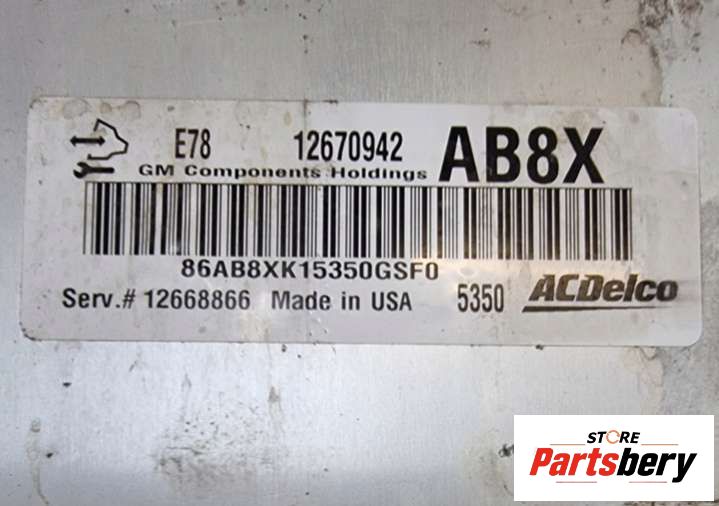 E78 12670942 AB8X
GM Components Holdings
86AB8XK15350GSF0
Serv.# 12668866 Made in USA 5350 ACDelco
STORE
Partsbery